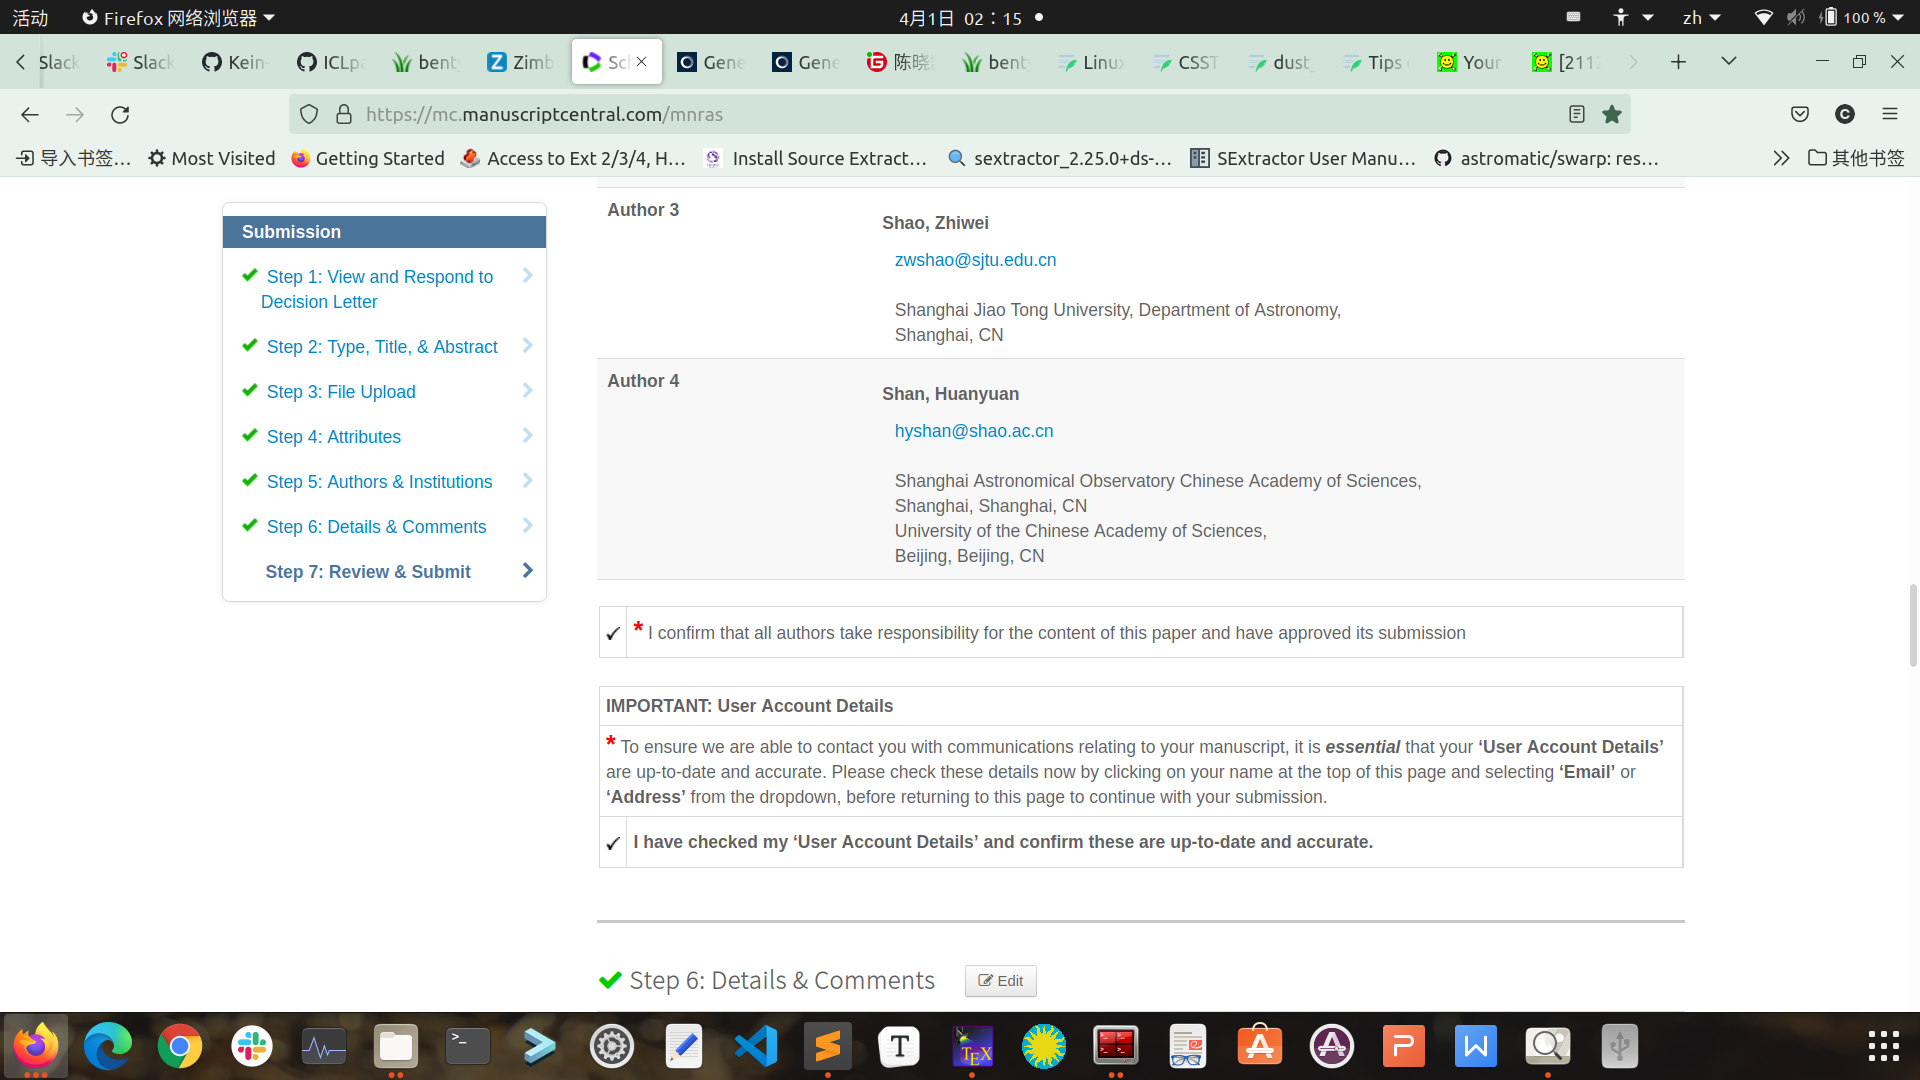 活动
Firefox 网络浏览器
4月1日 02：15
zh
100 %
Slack
Slack
Kein-
ICLpa
bent
Zimb
Sc
Gene
Gene
陈晓
bent
Linux
CSST
dust_
Tips
Your
[2112
https://mc.manuscriptcentral.com/mnras
导入书签…
Most Visited
Getting Started
Access to Ext 2/3/4, H…
Install Source Extract…
sextractor_2.25.0+ds-…
SExtractor User Manu…
astromatic/swarp: res…
其他书签
Submission
Step 1: View and Respond to
Decision Letter
Step 2: Type, Title, & Abstract
Step 3: File Upload
Step 4: Attributes
Step 5: Authors & Institutions
Step 6: Details & Comments
Step 7: Review & Submit
Author 3
Shao, Zhiwei
zwshao@sjtu.edu.cn
Shanghai Jiao Tong University, Department of Astronomy,
Shanghai, CN
Author 4
Shan, Huanyuan
hyshan@shao.ac.cn
Shanghai Astronomical Observatory Chinese Academy of Sciences,
Shanghai, Shanghai, CN
University of the Chinese Academy of Sciences,
Beijing, Beijing, CN
* I confirm that all authors take responsibility for the content of this paper and have approved its submission
IMPORTANT: User Account Details
* To ensure we are able to contact you with communications relating to your manuscript, it is essential that your ‘User Account Details’
are up-to-date and accurate. Please check these details now by clicking on your name at the top of this page and selecting ‘Email’ or
‘Address’ from the dropdown, before returning to this page to continue with your submission.
I have checked my ‘User Account Details’ and confirm these are up-to-date and accurate.
Step 6: Details & Comments
Edit